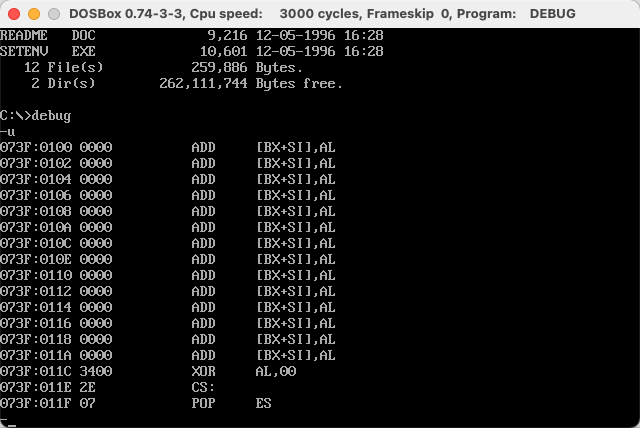 DOSBox 0.74-3-3, Cpu speed: 3000 cycles, Frameskip 0, Program: DEBUG
README DOC 9,216 12-05-1996 16:28
SETENV EXE 10,601 12-05-1996 16:28
12 File(s) 259,886 Bytes.
2 Dir(s) 262,111,744 Bytes free.
C:\>debug
-u
073F:0100 0000 ADD [BX+SI],AL
073F:0102 0000 ADD [BX+SI],AL
073F:0104 0000 ADD [BX+SI],AL
073F:0106 0000 ADD [BX+SI],AL
073F:0108 0000 ADD [BX+SI],AL
073F:010A 0000 ADD [BX+SI],AL
073F:010C 0000 ADD [BX+SI],AL
073F:010E 0000 ADD [BX+SI],AL
073F:0110 0000 ADD [BX+SI],AL
073F:0112 0000 ADD [BX+SI],AL
073F:0114 0000 ADD [BX+SI],AL
073F:0116 0000 ADD [BX+SI],AL
073F:0118 0000 ADD [BX+SI],AL
073F:011A 0000 ADD [BX+SI],AL
073F:011C 3400 XOR AL,00
073F:011E 2E CS:
073F:011F 07 POP ES
-_